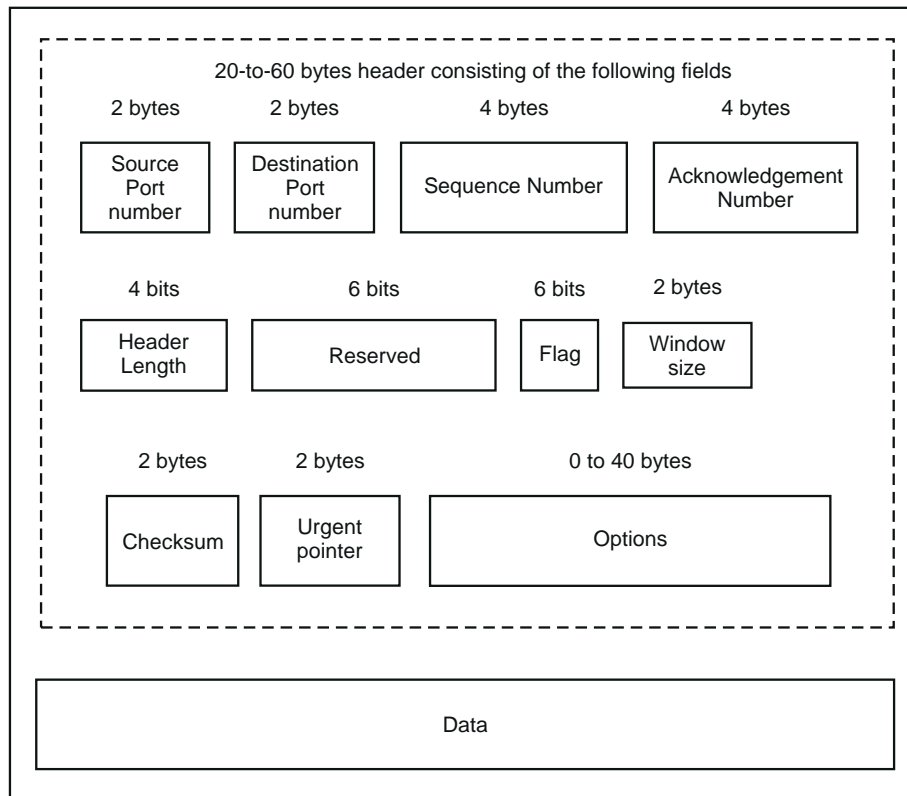 20-to-60 bytes header consisting of the following fields
2 bytes
2 bytes
4 bytes
4 bytes
Source
Port
number
Destination
Port
number
Sequence Number
Acknowledgement
Number
4 bits
6 bits
6 bits
2 bytes
Header
Length
Reserved
Flag
Window
size
2 bytes
2 bytes
0 to 40 bytes
Checksum
Urgent
pointer
Options
Data